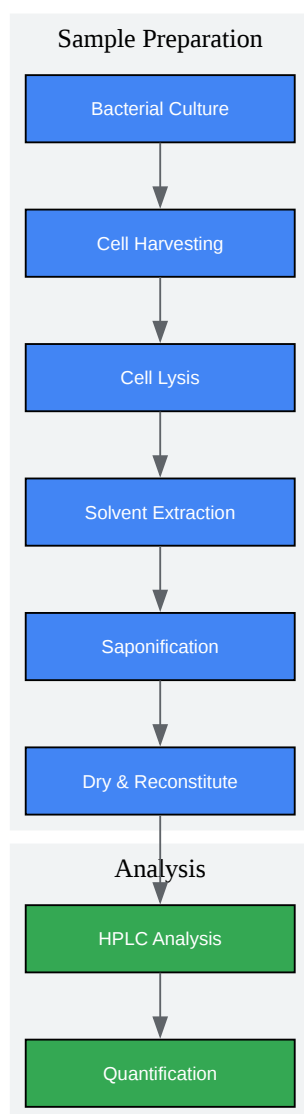 Sample Preparation
Bacterial Culture
Cell Harvesting
Cell Lysis
Solvent Extraction
Saponification
Dry & Reconstitute
Analysis
HPLC Analysis
Quantification